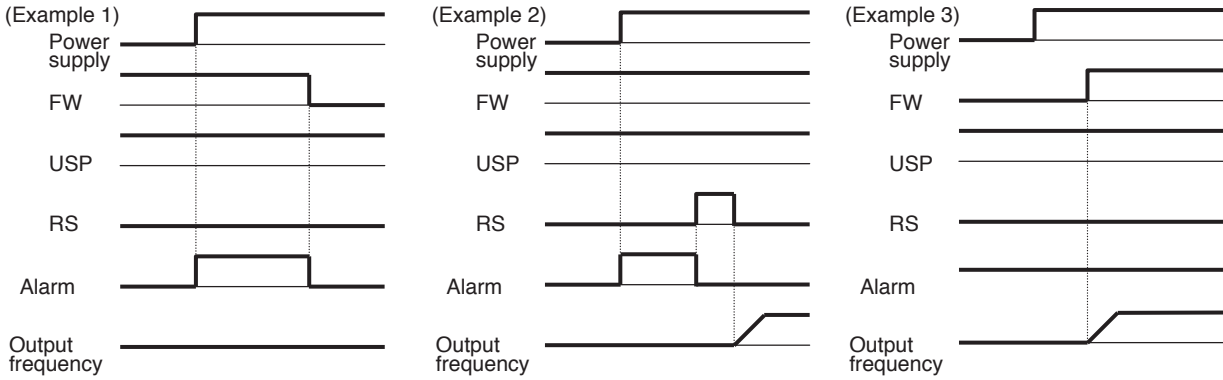 (Example 1)
Power
supply
FW
USP
RS
Alarm
Output
frequency
(Example 2)
Power
supply
FW
USP
RS
Alarm
Output
frequency
(Example 3)
Power
supply
FW
USP
RS
Alarm
Output
frequency